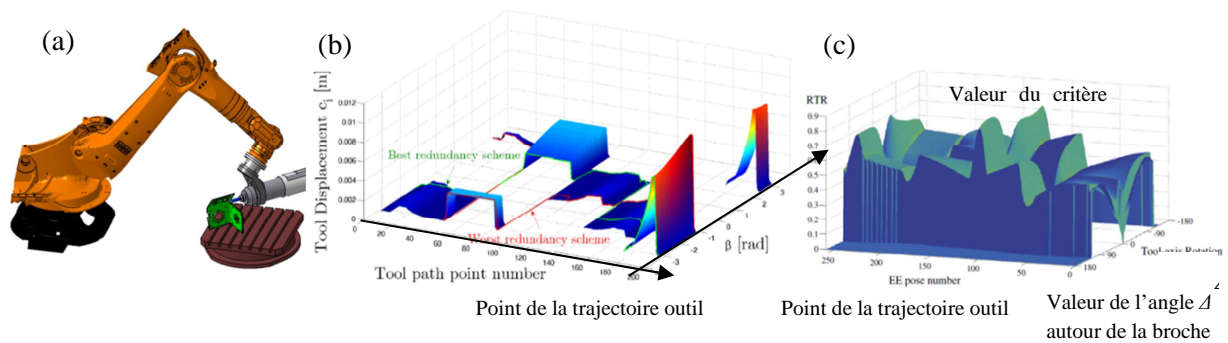 (a)
(b)
(c)
Tool Displacement c_i [m]
0.012
0.01
0.008
0.006
0.004
0.002
0
Best redundancy scheme
Worst redundancy scheme
0
20
40
60
80
100
120
140
160
180
200
Tool path point number
-3
-2
-1
0
1
2
3
β [rad]
Point de la trajectoire outil
RTR
Valeur du critère
0.9
0.8
0.7
0.6
0.5
0.4
0.3
0.2
0.1
0
250
200
150
100
50
0
EE pose number
180
90
0
-90
-180
Tool axis Rotation
Point de la trajectoire outil
Valeur de l'angle Δ
autour de la broche